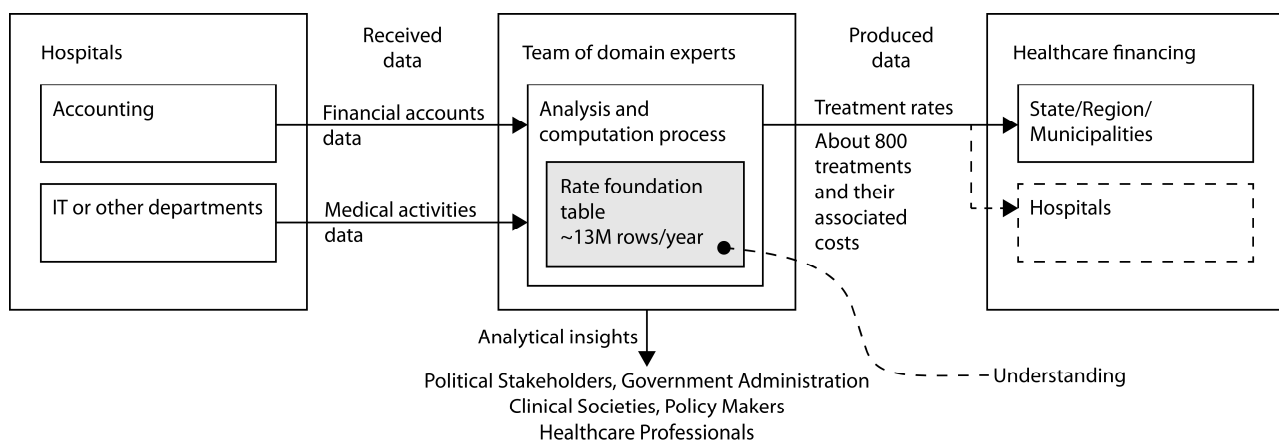 Hospitals
Accounting
IT or other departments
Received
data
Financial accounts
data
Medical activities
data
Team of domain experts
Analysis and
computation process
Rate foundation
table
~13M rows/year
Produced
data
Treatment rates
About 800
treatments
and their
associated
costs
Healthcare financing
State/Region/
Municipalities
Hospitals
Analytical insights
Political Stakeholders, Government Administration
Clinical Societies, Policy Makers
Healthcare Professionals
Understanding